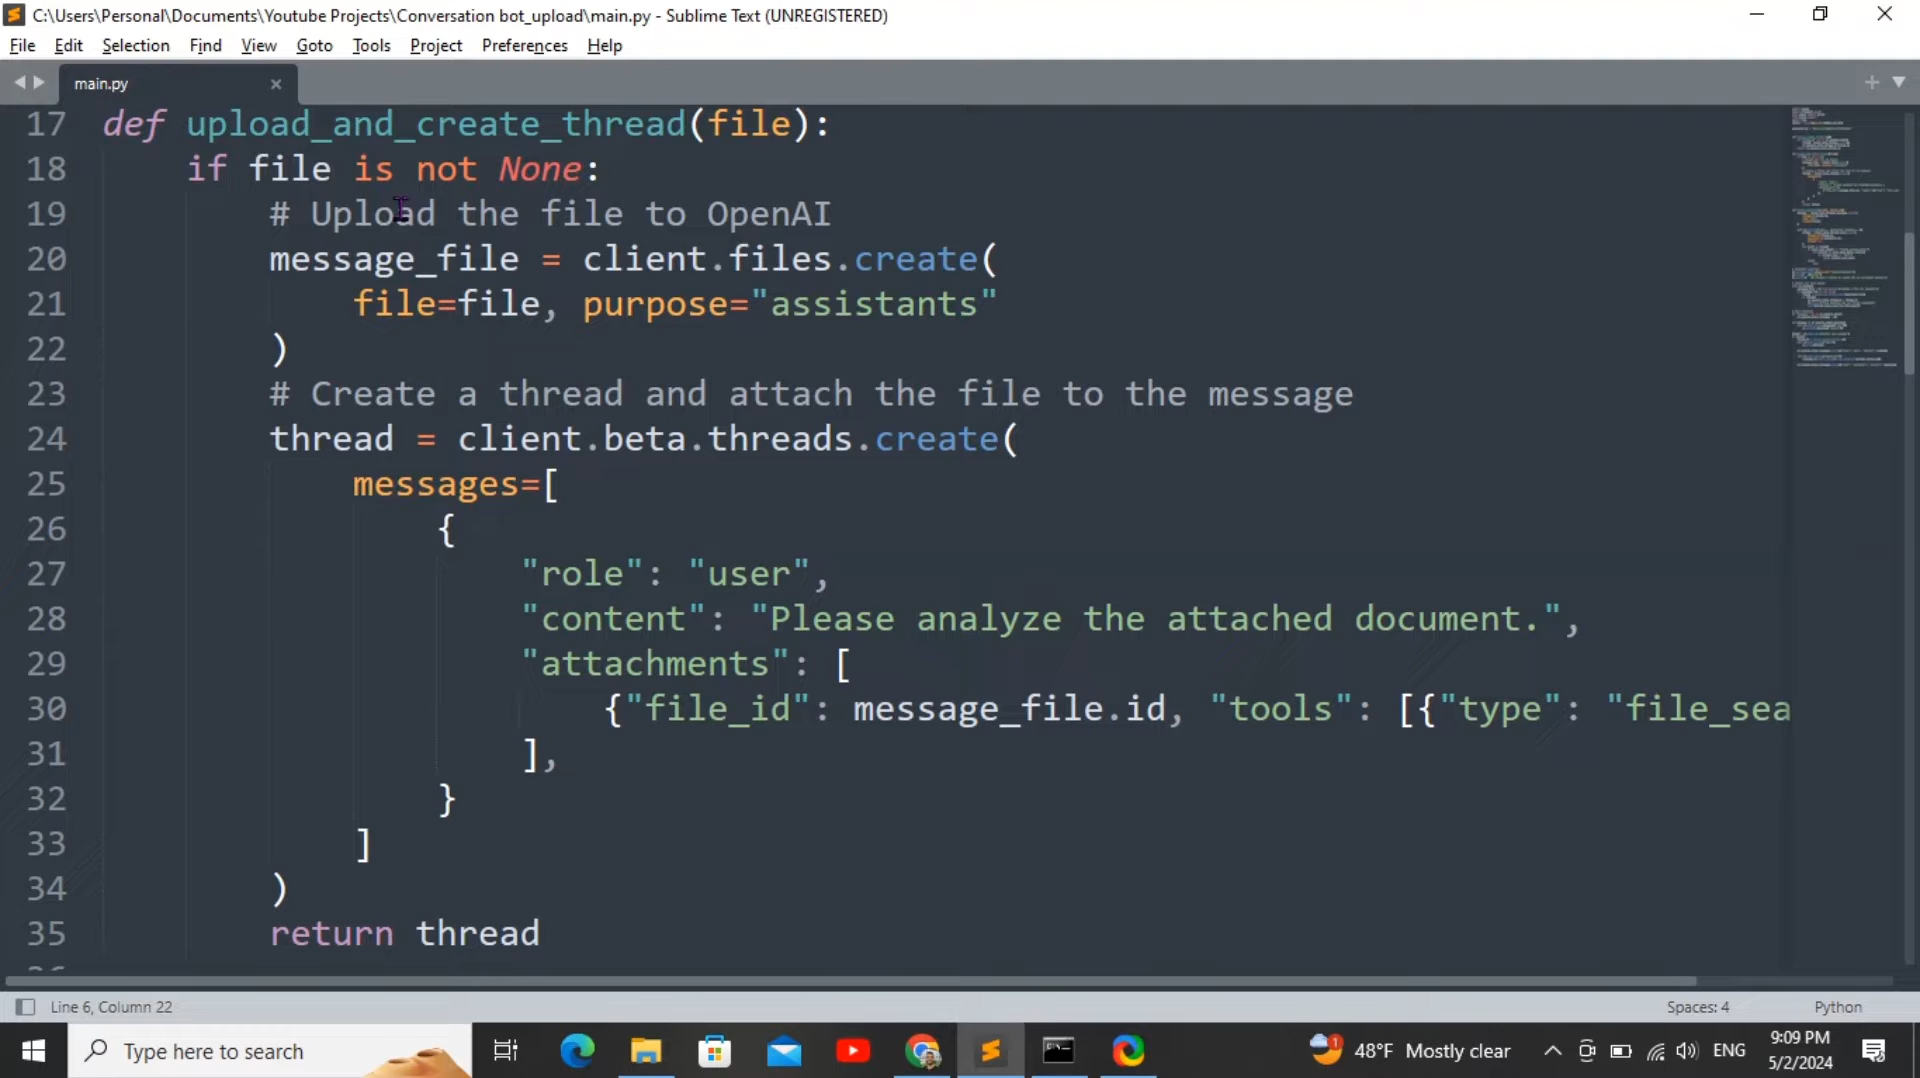 C:\Users\Personal\Documents\Youtube Projects\Conversation bot_upload\main.py - Sublime Text (UNREGISTERED)
File Edit Selection Find View Goto Tools Project Preferences Help
main.py
17 def upload_and_create_thread(file):
18     if file is not None:
19         # Upload the file to OpenAI
20         message_file = client.files.create(
21             file=file, purpose="assistants"
22         )
23         # Create a thread and attach the file to the message
24         thread = client.beta.threads.create(
25             messages=[
26                 {
27                     "role": "user",
28                     "content": "Please analyze the attached document.",
29                     "attachments": [
30                         {"file_id": message_file.id, "tools": [{"type": "file_sea
31                     ],
32                 }
33             ]
34         )
35         return thread
Line 6, Column 22 Spaces: 4 Python
Type here to search 1 48°F Mostly clear ENG 9:09 PM
5/2/2024